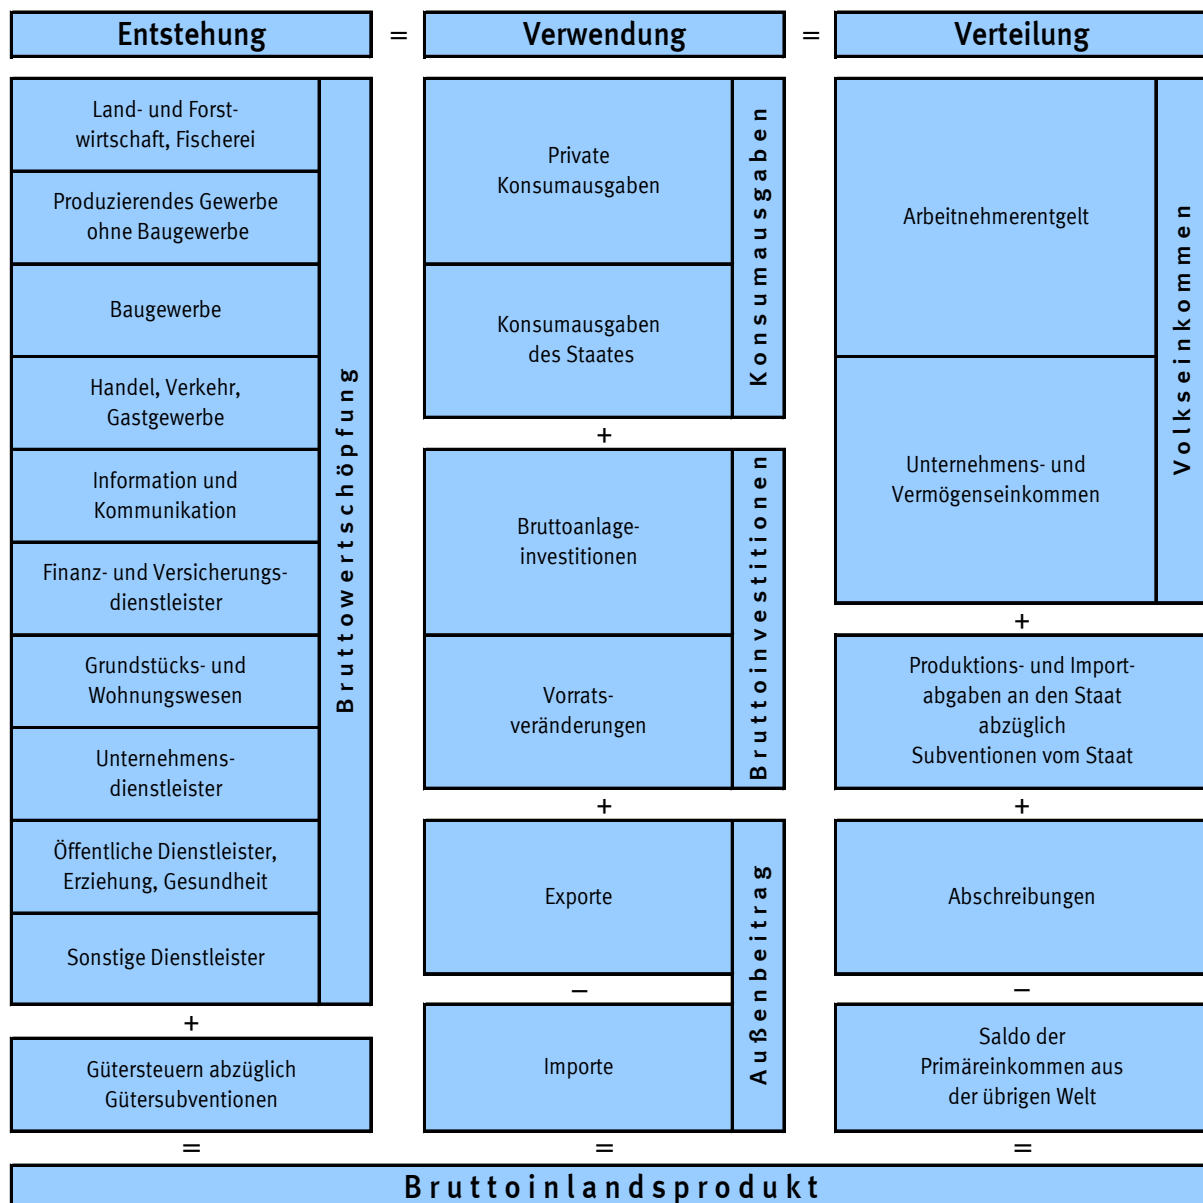 Entstehung = Verwendung = Verteilung
Land- und Forst-
wirtschaft, Fischerei
Produzierendes Gewerbe
ohne Baugewerbe
Baugewerbe
Handel, Verkehr,
Gastgewerbe
Information und
Kommunikation
Finanz- und Versicherungs-
dienstleister
Grundstücks- und
Wohnungswesen
Unternehmens-
dienstleister
Öffentliche Dienstleister,
Erziehung, Gesundheit
Sonstige Dienstleister
Bruttowertschöpfung
+
Gütersteuern abzüglich
Gütersubventionen
=
Private
Konsumausgaben
Konsumausgaben
des Staates
Konsumausgaben
+
Bruttoanlage-
investitionen
Vorrats-
veränderungen
Bruttoinvestitionen
+
Exporte
–
Importe
Außenbeitrag
=
Arbeitnehmerentgelt
Unternehmens- und
Vermögenseinkommen
Volkseinkommen
+
Produktions- und Import-
abgaben an den Staat
abzüglich
Subventionen vom Staat
+
Abschreibungen
–
Saldo der
Primäreinkommen aus
der übrigen Welt
=
Bruttoinlandsprodukt